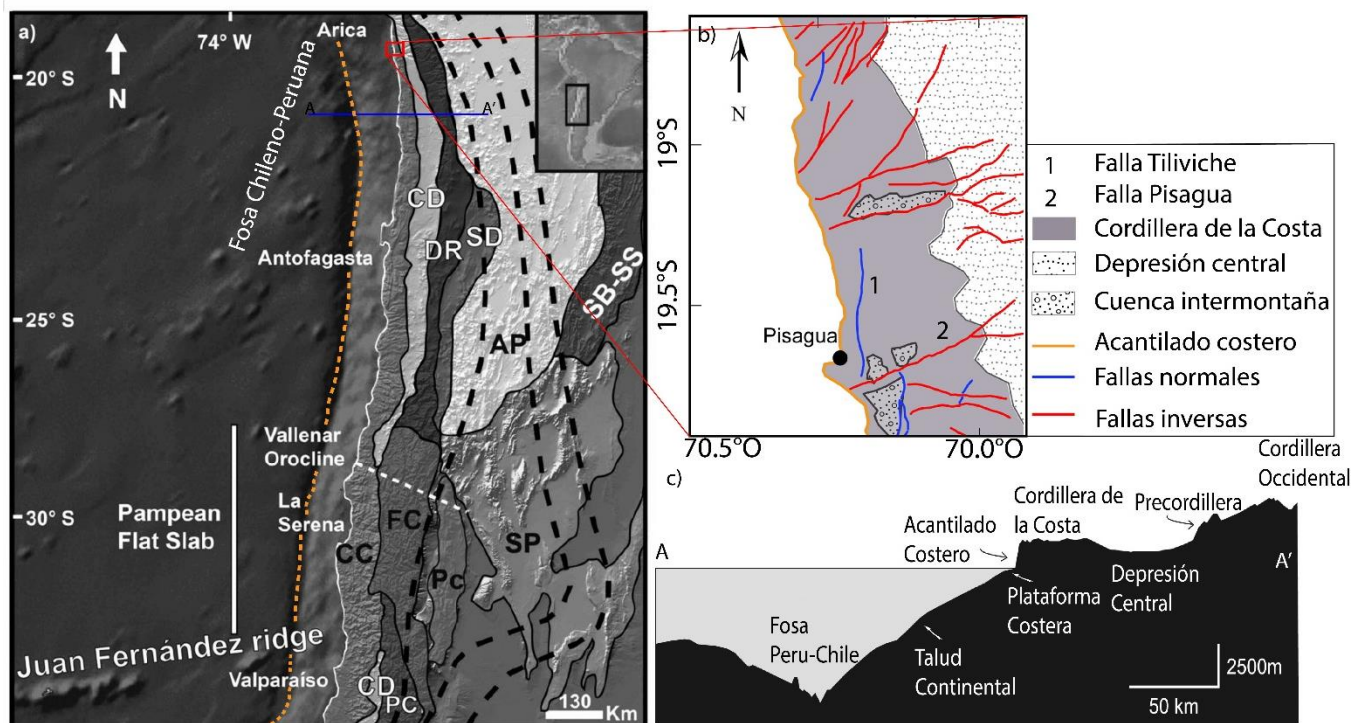 a)
74° W
Arica
20° S
N
Fosa Chileno-Peruana
A
A'
CD
DR
SD
Antofagasta
25° S
AP
SB-SS
Vallenar
Orocline
La
Serena
30° S
Pampean
Flat Slab
FC
CC
SP
Pc
Juan Fernández ridge
Valparaíso
CD
PC
130
Km
b)
N
19°S
19.5°S
1
2
Pisagua
70.5°O
70.0°O
1 Falla Tiliviche
2 Falla Pisagua
Cordillera de la Costa
Depresión central
Cuenca intermontaña
Acantilado costero
Fallas normales
Fallas inversas
c)
Cordillera
Occidental
Cordillera de
la Costa
Precordillera
Acantilado
Costero
A
A'
Plataforma
Costera
Depresión
Central
Fosa
Peru-Chile
Talud
Continental
2500m
50 km